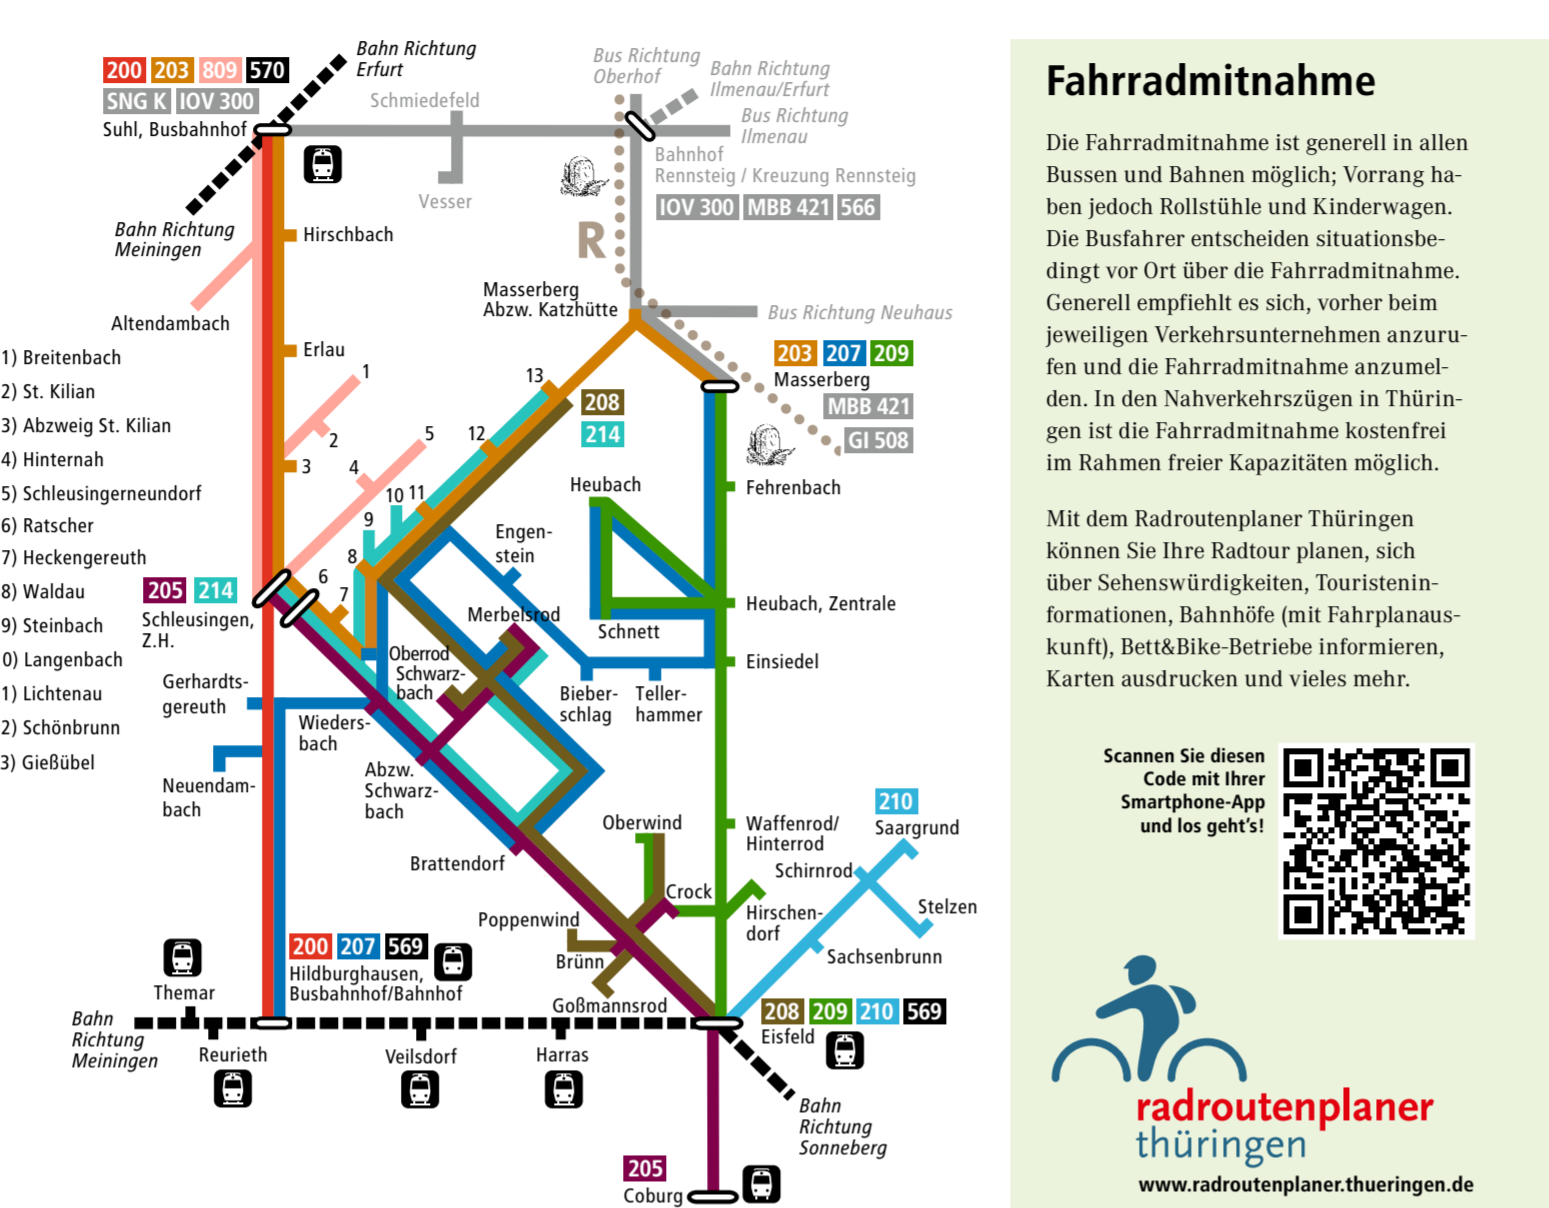 Bahn Richtung
Erfurt
200 203 809 570
SNG K IOV 300
Suhl, Busbahnhof
Schmiedefeld
Vesser
Bus Richtung
Oberhof
Bahn Richtung
Ilmenau/Erfurt
Bus Richtung
Ilmenau
Bahnhof
Rennsteig / Kreuzung Rennsteig
IOV 300 MBB 421 566
R
Bahn Richtung
Meiningen
Hirschbach
Altendambach
Masserberg
Abzw. Katzhütte
Bus Richtung Neuhaus
203 207 209
Masserberg
MBB 421
GI 508
Erlau
1) Breitenbach
2) St. Kilian
3) Abzweig St. Kilian
4) Hinternah
5) Schleusingerneundorf
6) Ratscher
7) Heckengereuth
8) Waldau
9) Steinbach
0) Langenbach
1) Lichtenau
2) Schönbrunn
3) Gießübel
1
2
3
4
5
6
7
8
9
10
11
12
13
208
214
Heubach
Fehrenbach
Engen-
stein
Merbelsrod
Schnett
Heubach, Zentrale
Einsiedel
205 214
Schleusingen,
Z.H.
Oberrod
Schwarz-
bach
Bieber-
schlag
Teller-
hammer
Gerhardts-
gereuth
Wieders-
bach
Neuendam-
bach
Abzw.
Schwarz-
bach
Brattendorf
Oberwind
Waffenrod/
Hinterrod
210
Saargrund
Schirnrod
Stelzen
Crock
Hirschen-
dorf
Sachsenbrunn
Poppenwind
Brünn
Goßmannsrod
200 207 569
Hildburghausen,
Busbahnhof/Bahnhof
Themar
Bahn
Richtung
Meiningen
Reurieth
Veilsdorf
Harras
208 209 210 569
Eisfeld
Bahn
Richtung
Sonneberg
205
Coburg
Fahrradmitnahme
Die Fahrradmitnahme ist generell in allen
Bussen und Bahnen möglich; Vorrang ha-
ben jedoch Rollstühle und Kinderwagen.
Die Busfahrer entscheiden situationsbe-
dingt vor Ort über die Fahrradmitnahme.
Generell empfiehlt es sich, vorher beim
jeweiligen Verkehrsunternehmen anzuru-
fen und die Fahrradmitnahme anzumel-
den. In den Nahverkehrszügen in Thürin-
gen ist die Fahrradmitnahme kostenfrei
im Rahmen freier Kapazitäten möglich.
Mit dem Radroutenplaner Thüringen
können Sie Ihre Radtour planen, sich
über Sehenswürdigkeiten, Touristenin-
formationen, Bahnhöfe (mit Fahrplanaus-
kunft), Bett&Bike-Betriebe informieren,
Karten ausdrucken und vieles mehr.
Scannen Sie diesen
Code mit Ihrer
Smartphone-App
und los geht's!
radroutenplaner
thüringen
www.radroutenplaner.thueringen.de